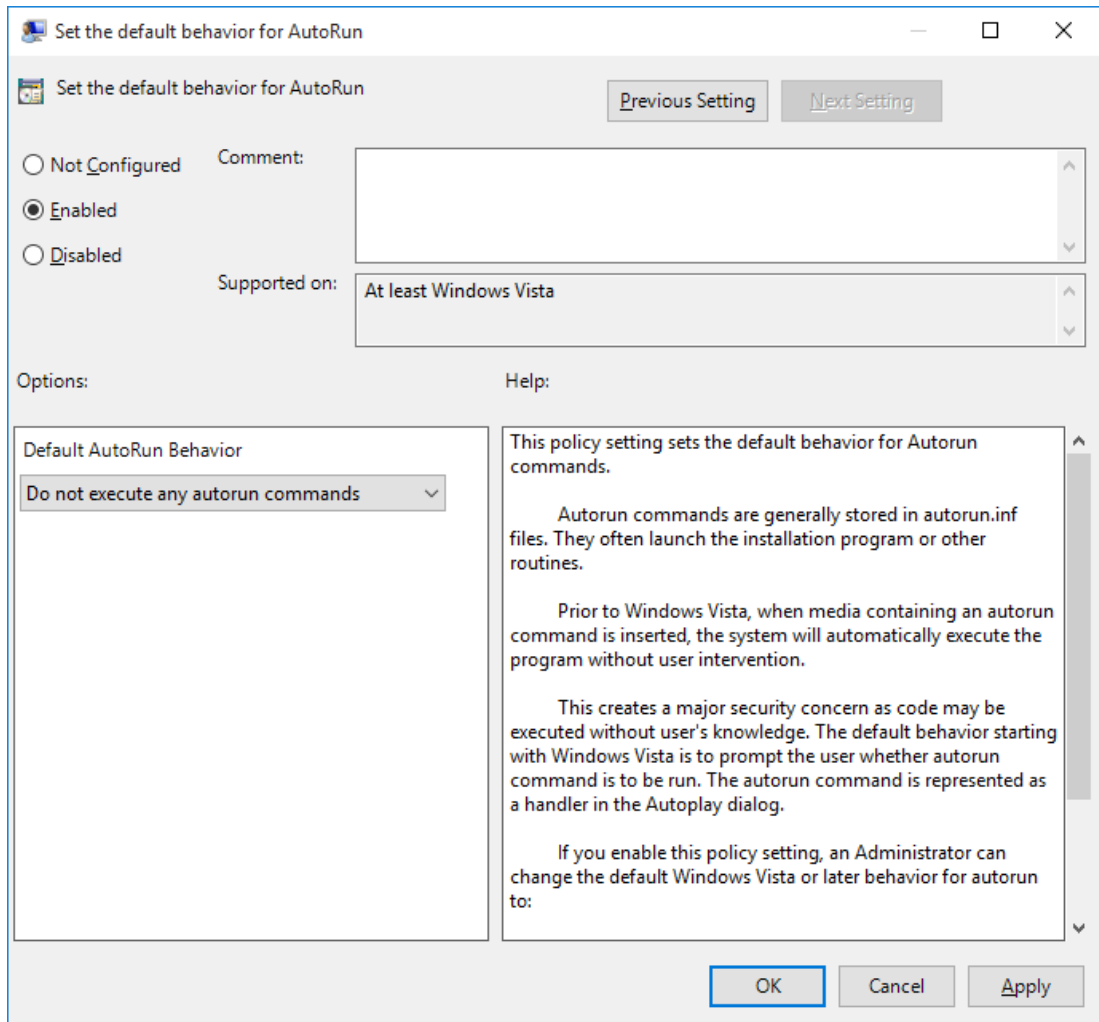 Set the default behavior for AutoRun
Set the default behavior for AutoRun
Previous Setting
Next Setting
Not Configured
Comment:
Enabled
Disabled
Supported on:
At least Windows Vista
Options:
Help:
Default AutoRun Behavior
Do not execute any autorun commands
This policy setting sets the default behavior for Autorun
commands.
Autorun commands are generally stored in autorun.inf
files. They often launch the installation program or other
routines.
Prior to Windows Vista, when media containing an autorun
command is inserted, the system will automatically execute the
program without user intervention.
This creates a major security concern as code may be
executed without user's knowledge. The default behavior starting
with Windows Vista is to prompt the user whether autorun
command is to be run. The autorun command is represented as
a handler in the Autoplay dialog.
If you enable this policy setting, an Administrator can
change the default Windows Vista or later behavior for autorun
to:
OK
Cancel
Apply